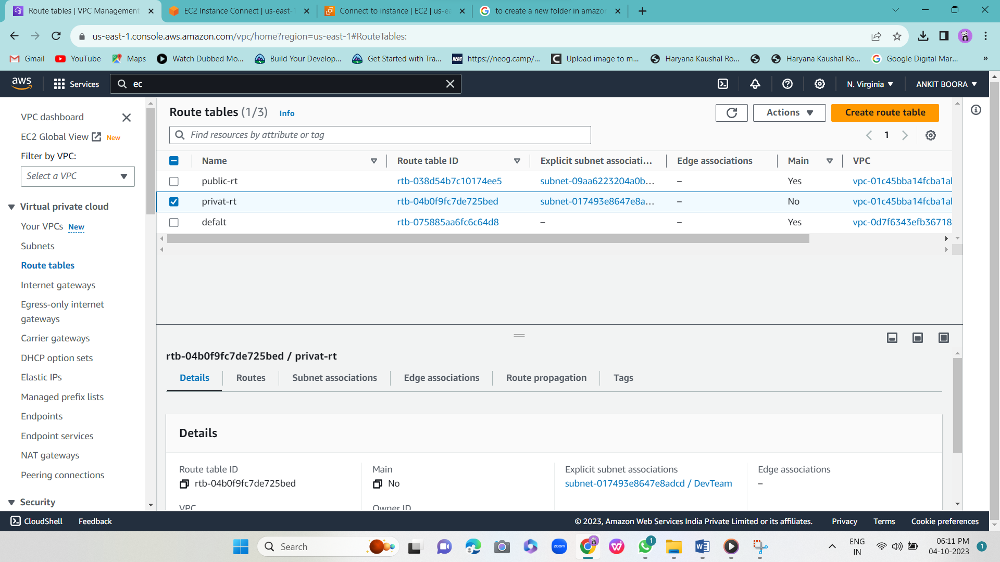 Route tables | VPC Management
EC2 Instance Connect | us-east-1
Connect to instance | EC2 | us-ea
to create a new folder in amazon
us-east-1.console.aws.amazon.com/vpc/home?region=us-east-1#RouteTables:
Gmail
YouTube
Maps
Watch Dubbed Mo...
Build Your Develop...
Get Started with Tra...
NEOG
https://neog.camp/...
Upload image to m...
Haryana Kaushal Ro...
Haryana Kaushal Ro...
Google Digital Mar...
»
aws
Services
ec
N. Virginia
ANKIT BOORA
VPC dashboard
EC2 Global View New
Filter by VPC:
Select a VPC
Virtual private cloud
Your VPCs New
Subnets
Route tables
Internet gateways
Egress-only internet
gateways
Carrier gateways
DHCP option sets
Elastic IPs
Managed prefix lists
Endpoints
Endpoint services
NAT gateways
Peering connections
Security
Route tables (1/3) Info
Actions
Create route table
Find resources by attribute or tag
1
Name Route table ID Explicit subnet associati... Edge associations Main VPC
public-rt rtb-038d54b7c10174ee5 subnet-09aa6223204a0b... – Yes vpc-01c45bba14fcba1al
privat-rt rtb-04b0f9fc7de725bed subnet-017493e8647e8a... – No vpc-01c45bba14fcba1al
defalt rtb-075885aa6fc6c64d8 – – Yes vpc-0d7f6343efb36718
rtb-04b0f9fc7de725bed / privat-rt
Details Routes Subnet associations Edge associations Route propagation Tags
Details
Route table ID
rtb-04b0f9fc7de725bed
Main
No
Explicit subnet associations
subnet-017493e8647e8adcd / DevTeam
Edge associations
–
VPC
Owner ID
CloudShell
Feedback
© 2023, Amazon Web Services India Private Limited or its affiliates.
Privacy
Terms
Cookie preferences
Search
zoom
1
ENG
IN
06:11 PM
04-10-2023
1